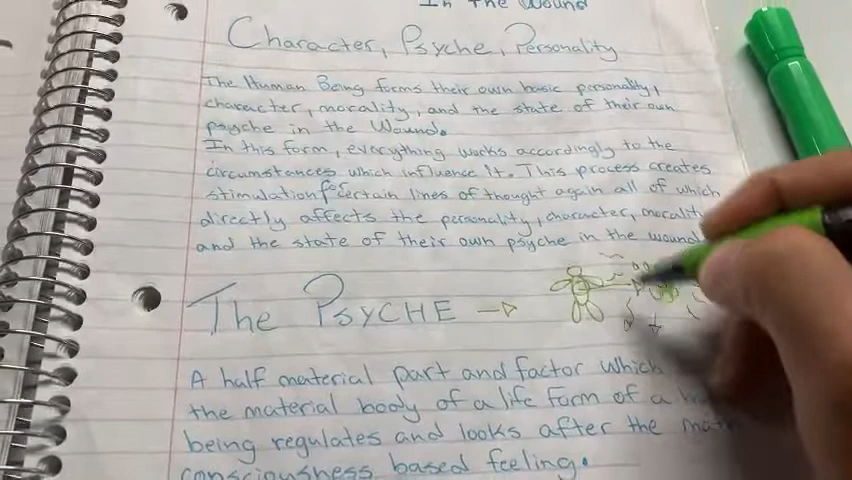 In The Wound
Character, Psyche, Personality
The Human Being forms their own basic personality,
character, morality, and the state of their own
psyche in the Wound.
In this form, everything works accordingly to the
circumstances which influence it. This process creates
stimulation for certain lines of thought again all of which
directly affects the personality, character, morality
and the state of their own psyche in the wound
The PSYCHE
A half material part and factor which
the material body of a life form of a
being regulates and looks after the
consciousness based feeling.